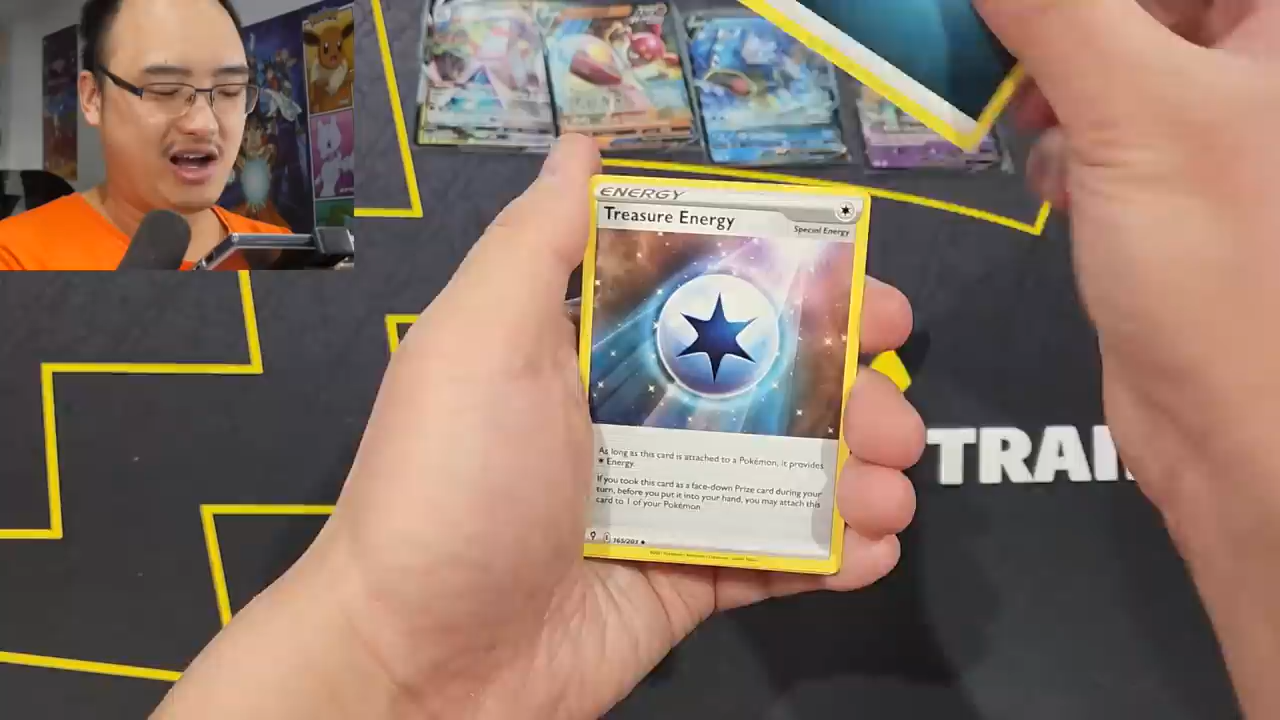 ENERGY
Treasure Energy
Special Energy
As long as this card is attached to a Pokémon, it provides
Energy.
If you took this card as a face-down Prize card during your
turn, before you put it into your hand, you may attach this
card to 1 of your Pokémon.
165/203
TRAI